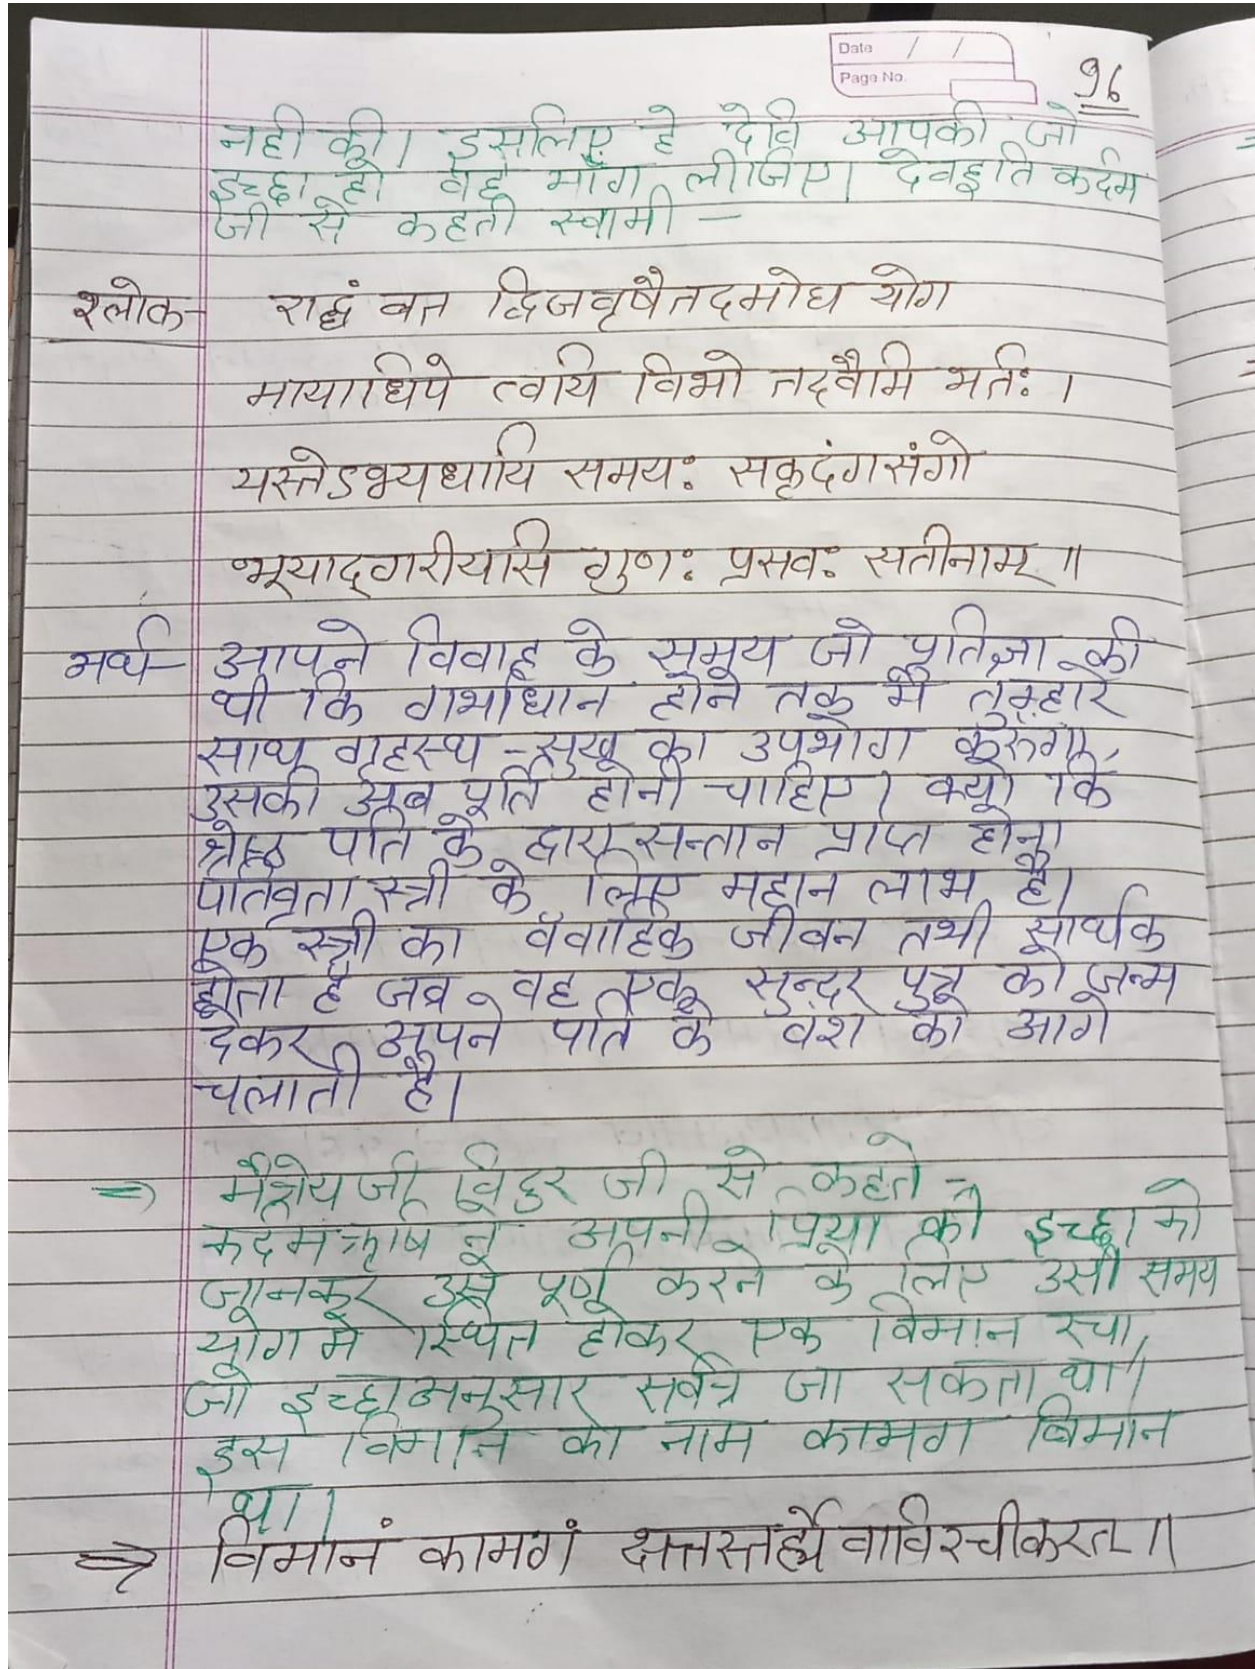 Date / /
Page No.
96
नही की। इसलिए हे देवि आपकी जो
इच्छा हो वह माँग लीजिए। देवहूति कर्दम
जी से कहती स्वामी –
श्लोक- राद्धं बत द्विजवृषैतदमोघ योग
मायाधिपे त्वयि विभो तदवैमि भर्तः ।
यस्तेऽभ्यधायि समयः सकृदंगसंगो
भूयाद्गरीयसि गुणः प्रसवः सतीनाम् ॥
अर्थ- आपने विवाह के समय जो प्रतिज्ञा की
थी कि गर्भाधान होने तक मैं तुम्हारे
साथ गृहस्थ -सुख का उपभोग करूंगा,
उसकी अब पूर्ति होनी चाहिए। क्यों कि
श्रेष्ठ पति के द्वारा सन्तान प्राप्त होना
पतिव्रता स्त्री के लिए महान लाभ है।
एक स्त्री का वैवाहिक जीवन तभी सार्थक
होता है जब वह एक सुन्दर पुत्र को जन्म
देकर अपने पति के वंश को आगे
चलाती है।
⇒ मैत्रेय जी विदुर जी से कहते -
कर्दम ऋषि ने अपनी प्रिया की इच्छा को
जानकर उसे पूर्ण करने के लिए उसी समय
योग मे स्थित होकर एक विमान रचा,
जो इच्छाअनुसार सर्वत्र जा सकता था।
इस विमान का नाम कामग विमान
था।
⇒ विमानं कामगं क्षत्तस्तर्ह्येवाविरचीकरत् ॥